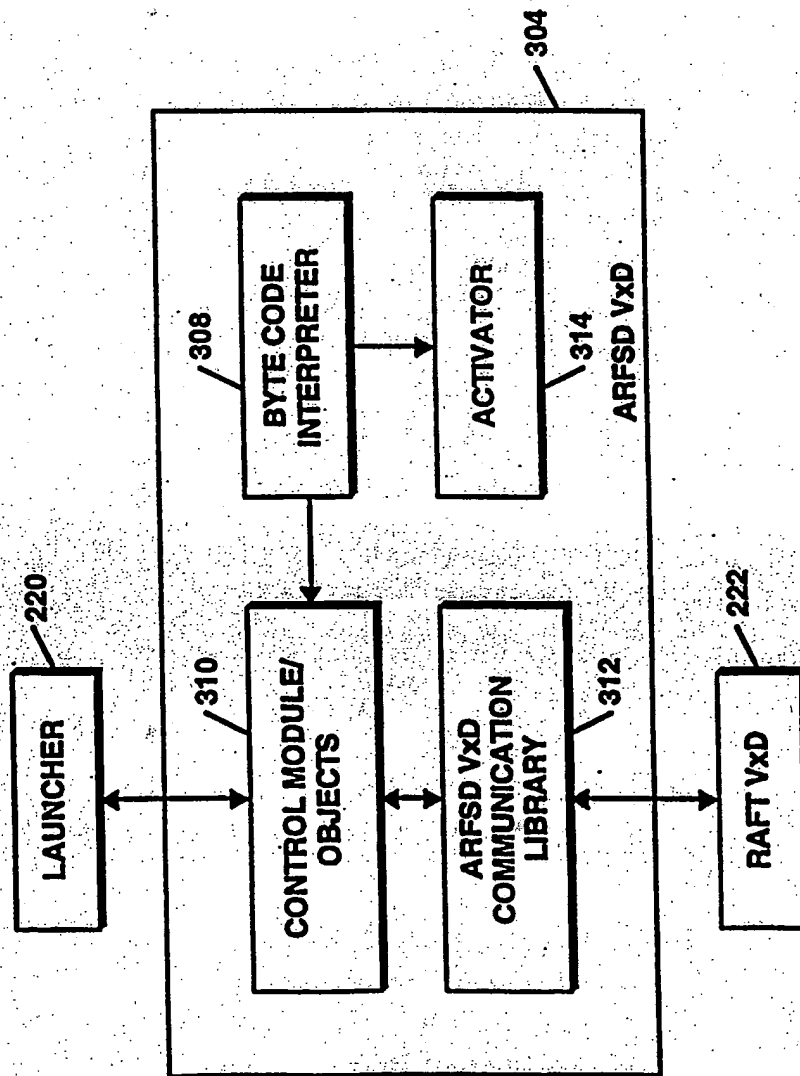 220
LAUNCHER
304
310
CONTROL MODULE/
OBJECTS
308
BYTE CODE
INTERPRETER
ARFSD VxD
COMMUNICATION
LIBRARY
312
ACTIVATOR
314
ARFSD VxD
RAFT VxD
222